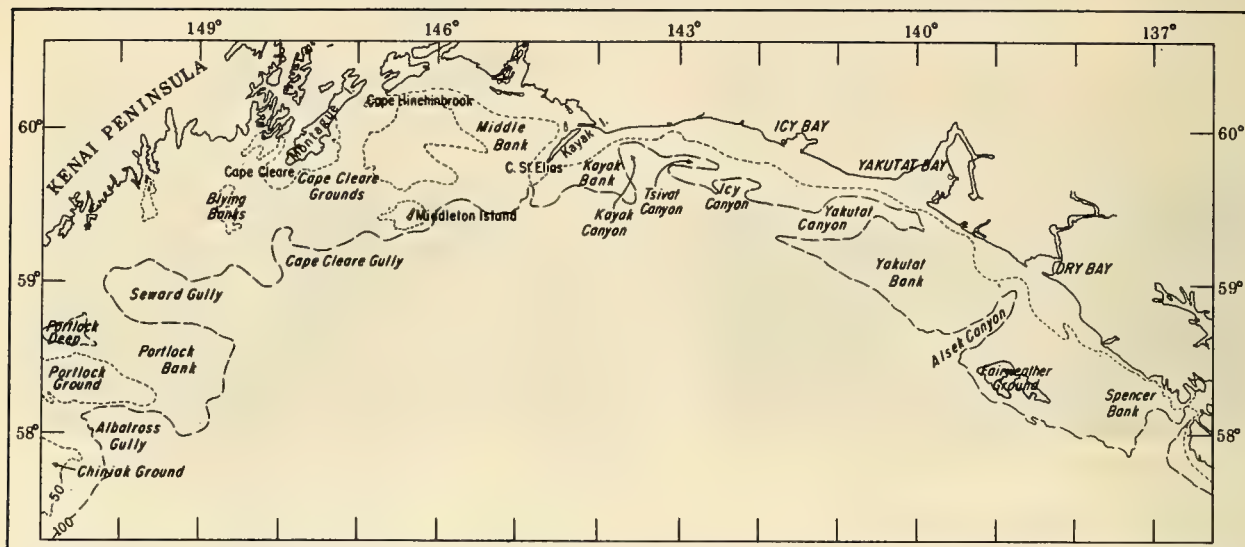 149° 146° 143° 140° 137°
60°
59°
58°
60°
59°
58°
KENAI PENINSULA
Cape Hinchinbrook
Montague I.
Middle
Bank
Kayak I.
ICY BAY
YAKUTAT BAY
Cape Cleare
Cape Cleare
Grounds
C. St. Elias
Kayak
Bank
Blying
Banks
Middleton Island
Kayak
Canyon
Tsivat
Canyon
Icy
Canyon
Yakutat
Canyon
Cape Cleare Gully
Yakutat
Bank
DRY BAY
Seward Gully
Portlock
Deep
Portlock
Bank
Alsek Canyon
Portlock
Ground
Fairweather
Ground
Spencer
Bank
Albatross
Gully
Chiniak Ground
50
100